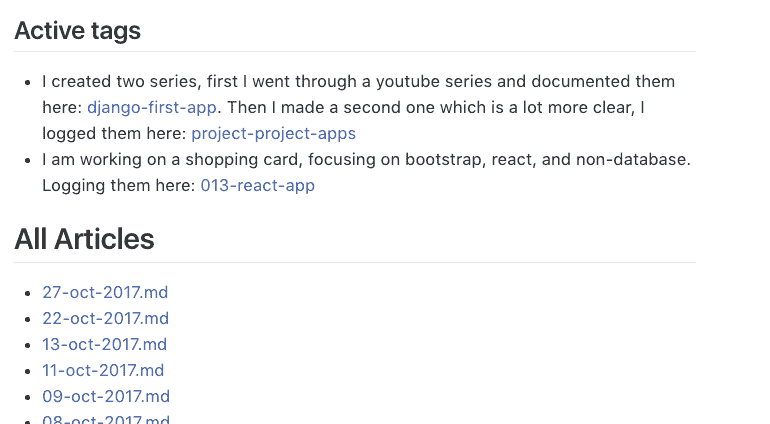 Active tags
I created two series, first I went through a youtube series and documented them
here: django-first-app. Then I made a second one which is a lot more clear, I
logged them here: project-project-apps
I am working on a shopping card, focusing on bootstrap, react, and non-database.
Logging them here: 013-react-app
All Articles
27-oct-2017.md
22-oct-2017.md
13-oct-2017.md
11-oct-2017.md
09-oct-2017.md
08-oct-2017.md